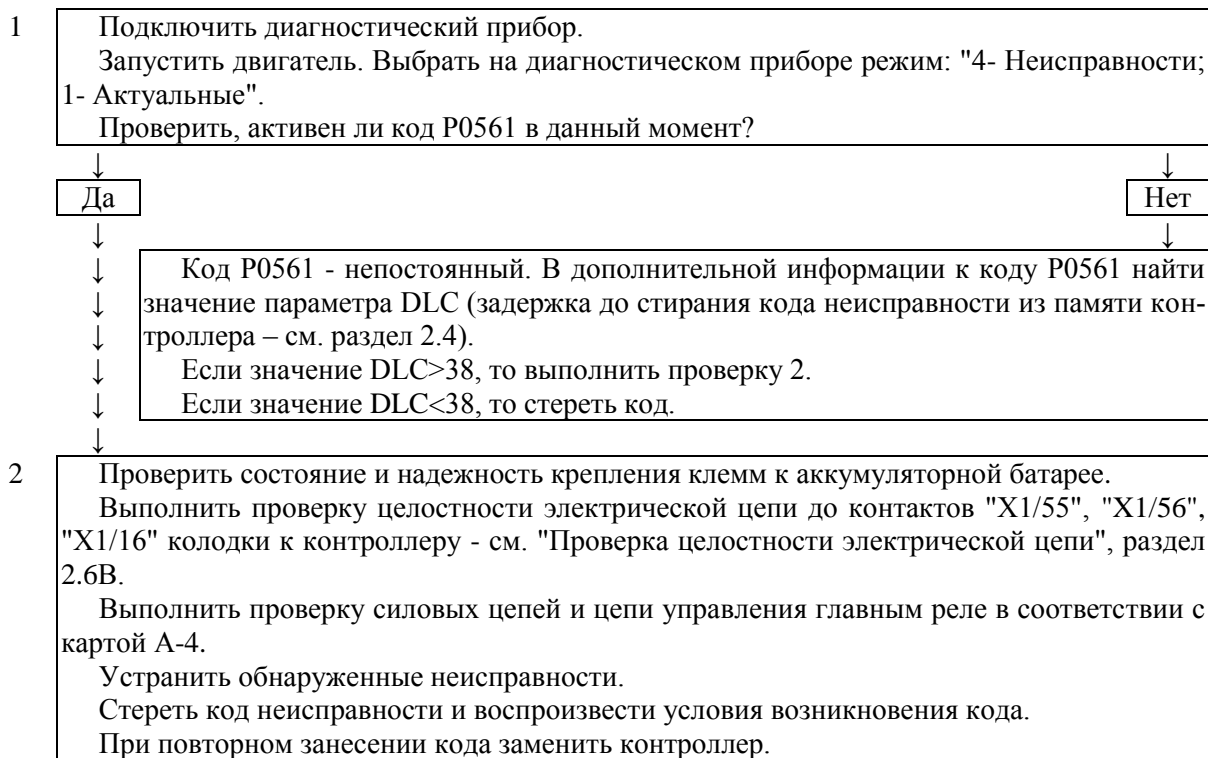 1 Подключить диагностический прибор.
Запустить двигатель. Выбрать на диагностическом приборе режим: "4- Неисправности;
1- Актуальные".
Проверить, активен ли код Р0561 в данный момент?
↓ ↓
Да Нет
↓ ↓
↓ Код Р0561 - непостоянный. В дополнительной информации к коду Р0561 найти
↓ значение параметра DLC (задержка до стирания кода неисправности из памяти кон-
↓ троллера – см. раздел 2.4).
↓ Если значение DLC>38, то выполнить проверку 2.
↓ Если значение DLC<38, то стереть код.
↓
2 Проверить состояние и надежность крепления клемм к аккумуляторной батарее.
Выполнить проверку целостности электрической цепи до контактов "X1/55", "X1/56",
"X1/16" колодки к контроллеру - см. "Проверка целостности электрической цепи", раздел
2.6В.
Выполнить проверку силовых цепей и цепи управления главным реле в соответствии с
картой А-4.
Устранить обнаруженные неисправности.
Стереть код неисправности и воспроизвести условия возникновения кода.
При повторном занесении кода заменить контроллер.